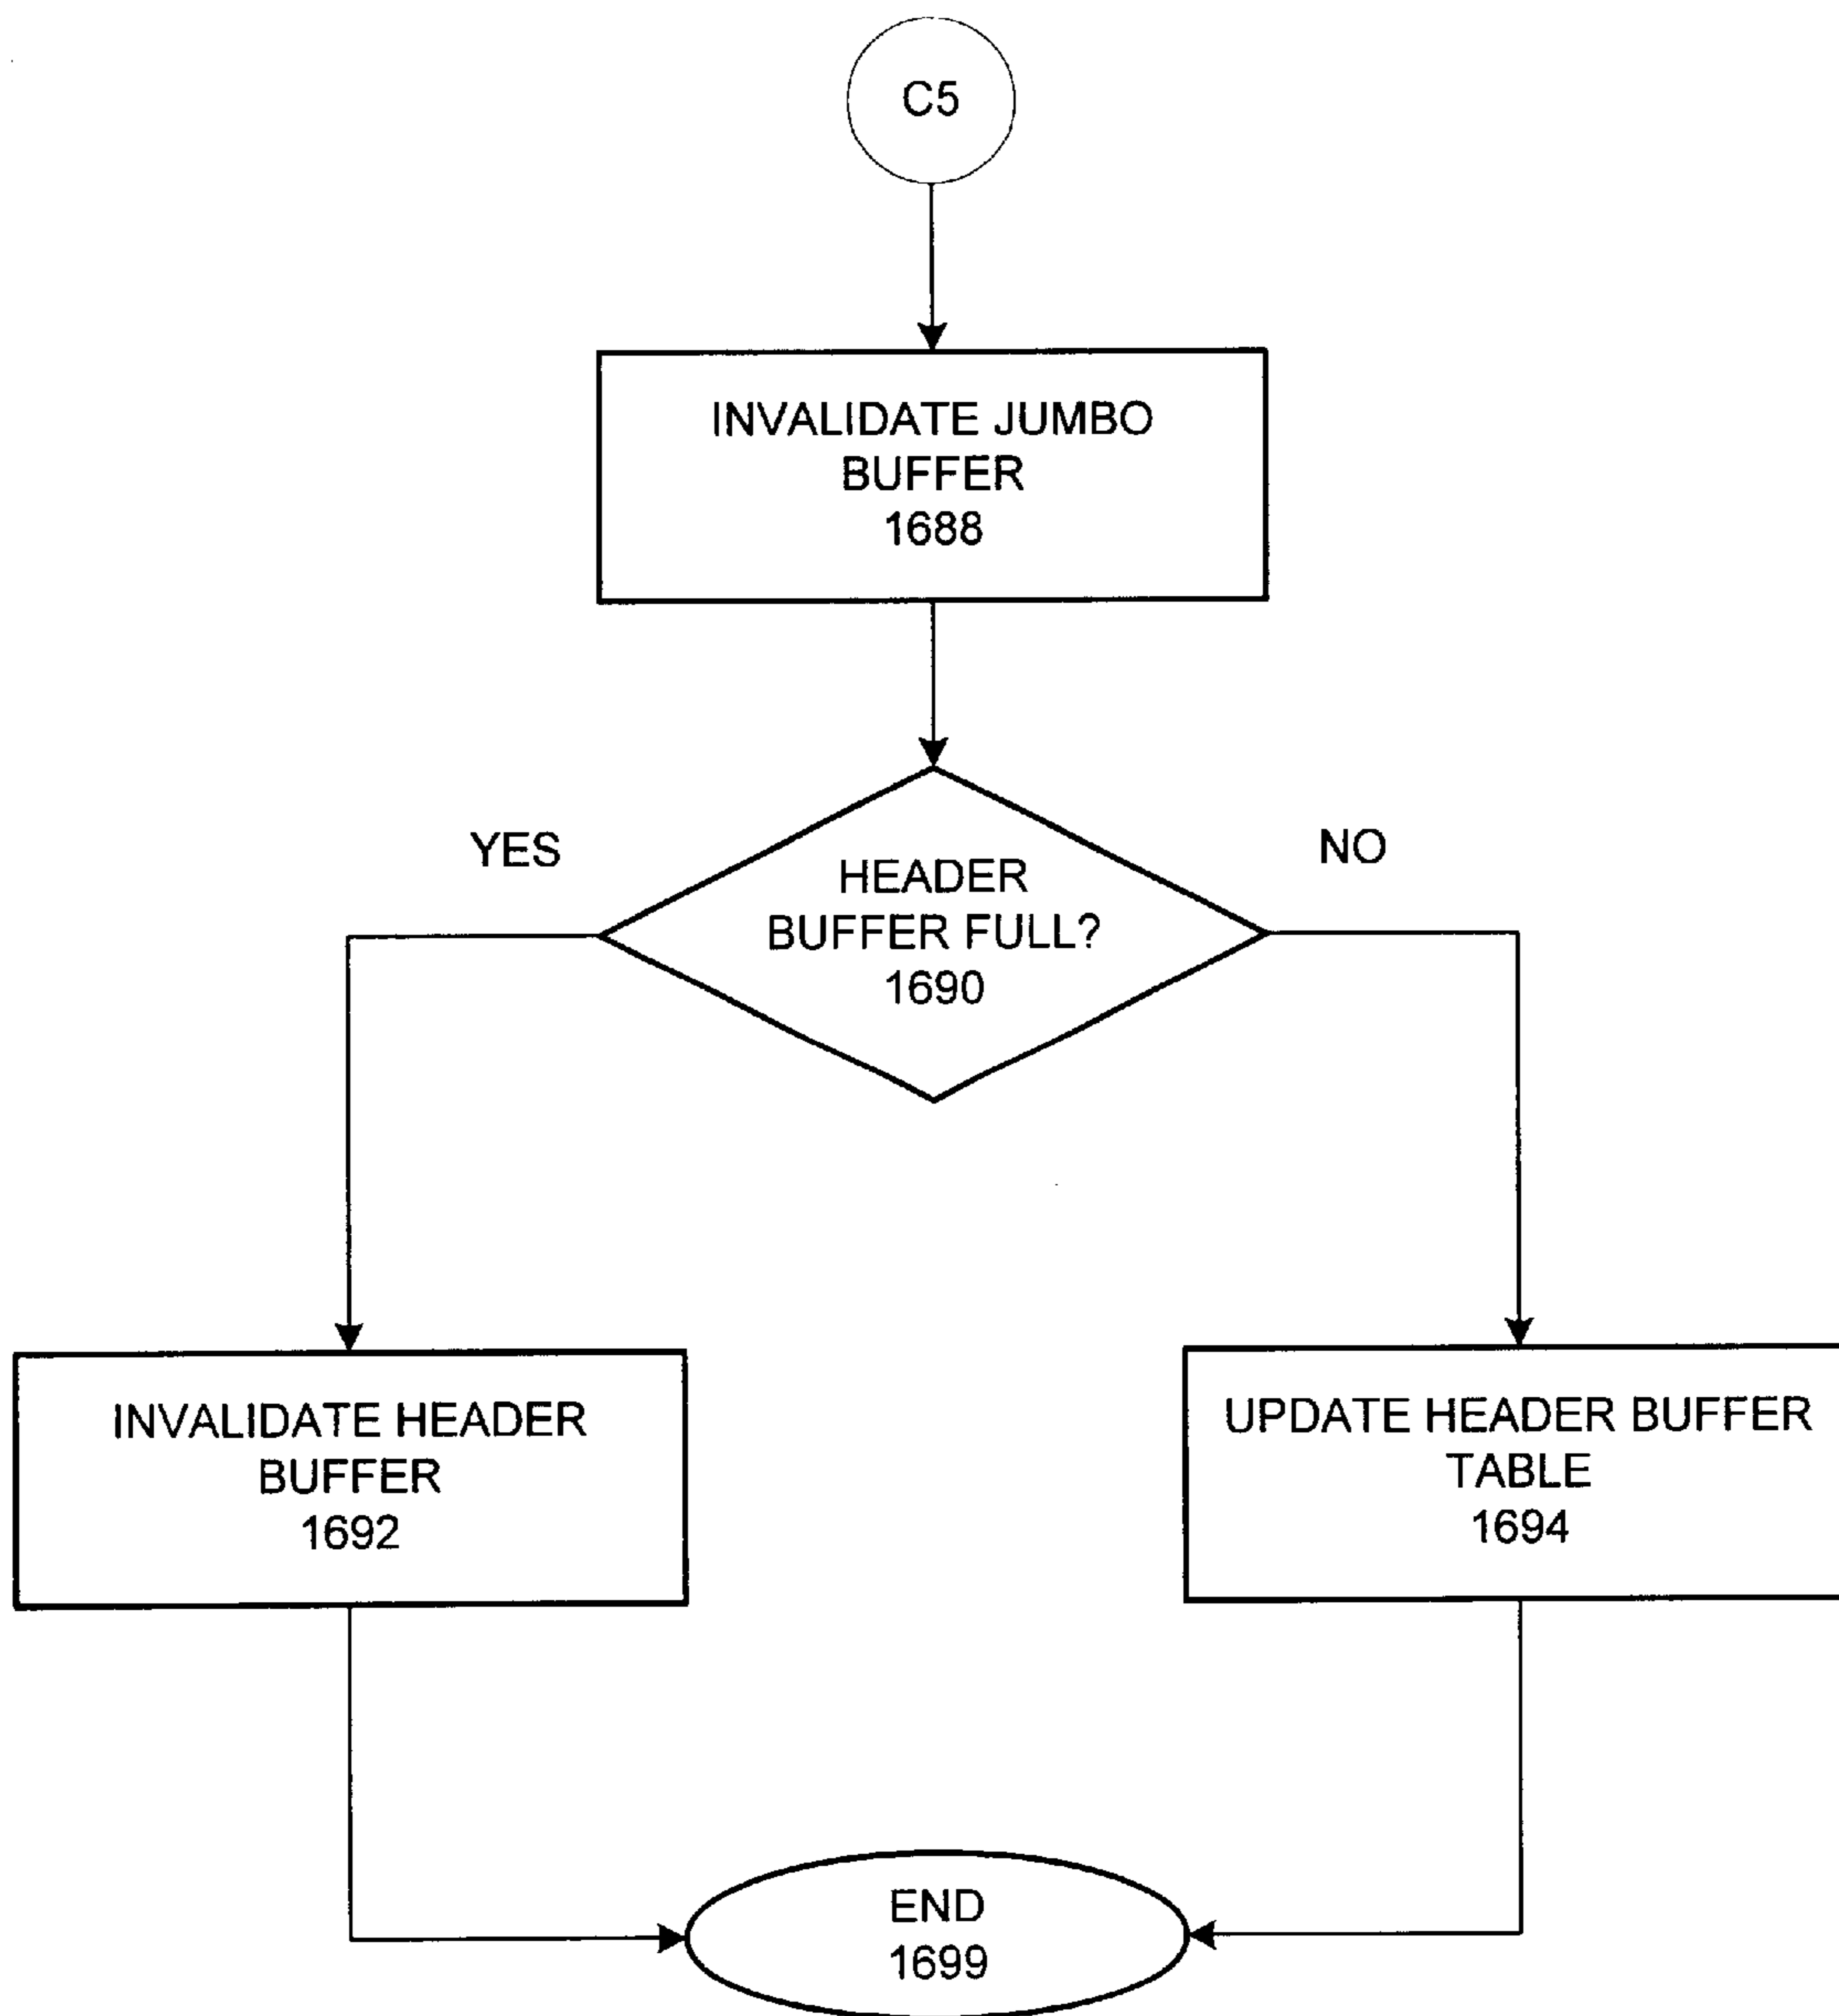 C5
INVALIDATE JUMBO
BUFFER
1688
YES
NO
HEADER
BUFFER FULL?
1690
INVALIDATE HEADER
BUFFER
1692
UPDATE HEADER BUFFER
TABLE
1694
END
1699